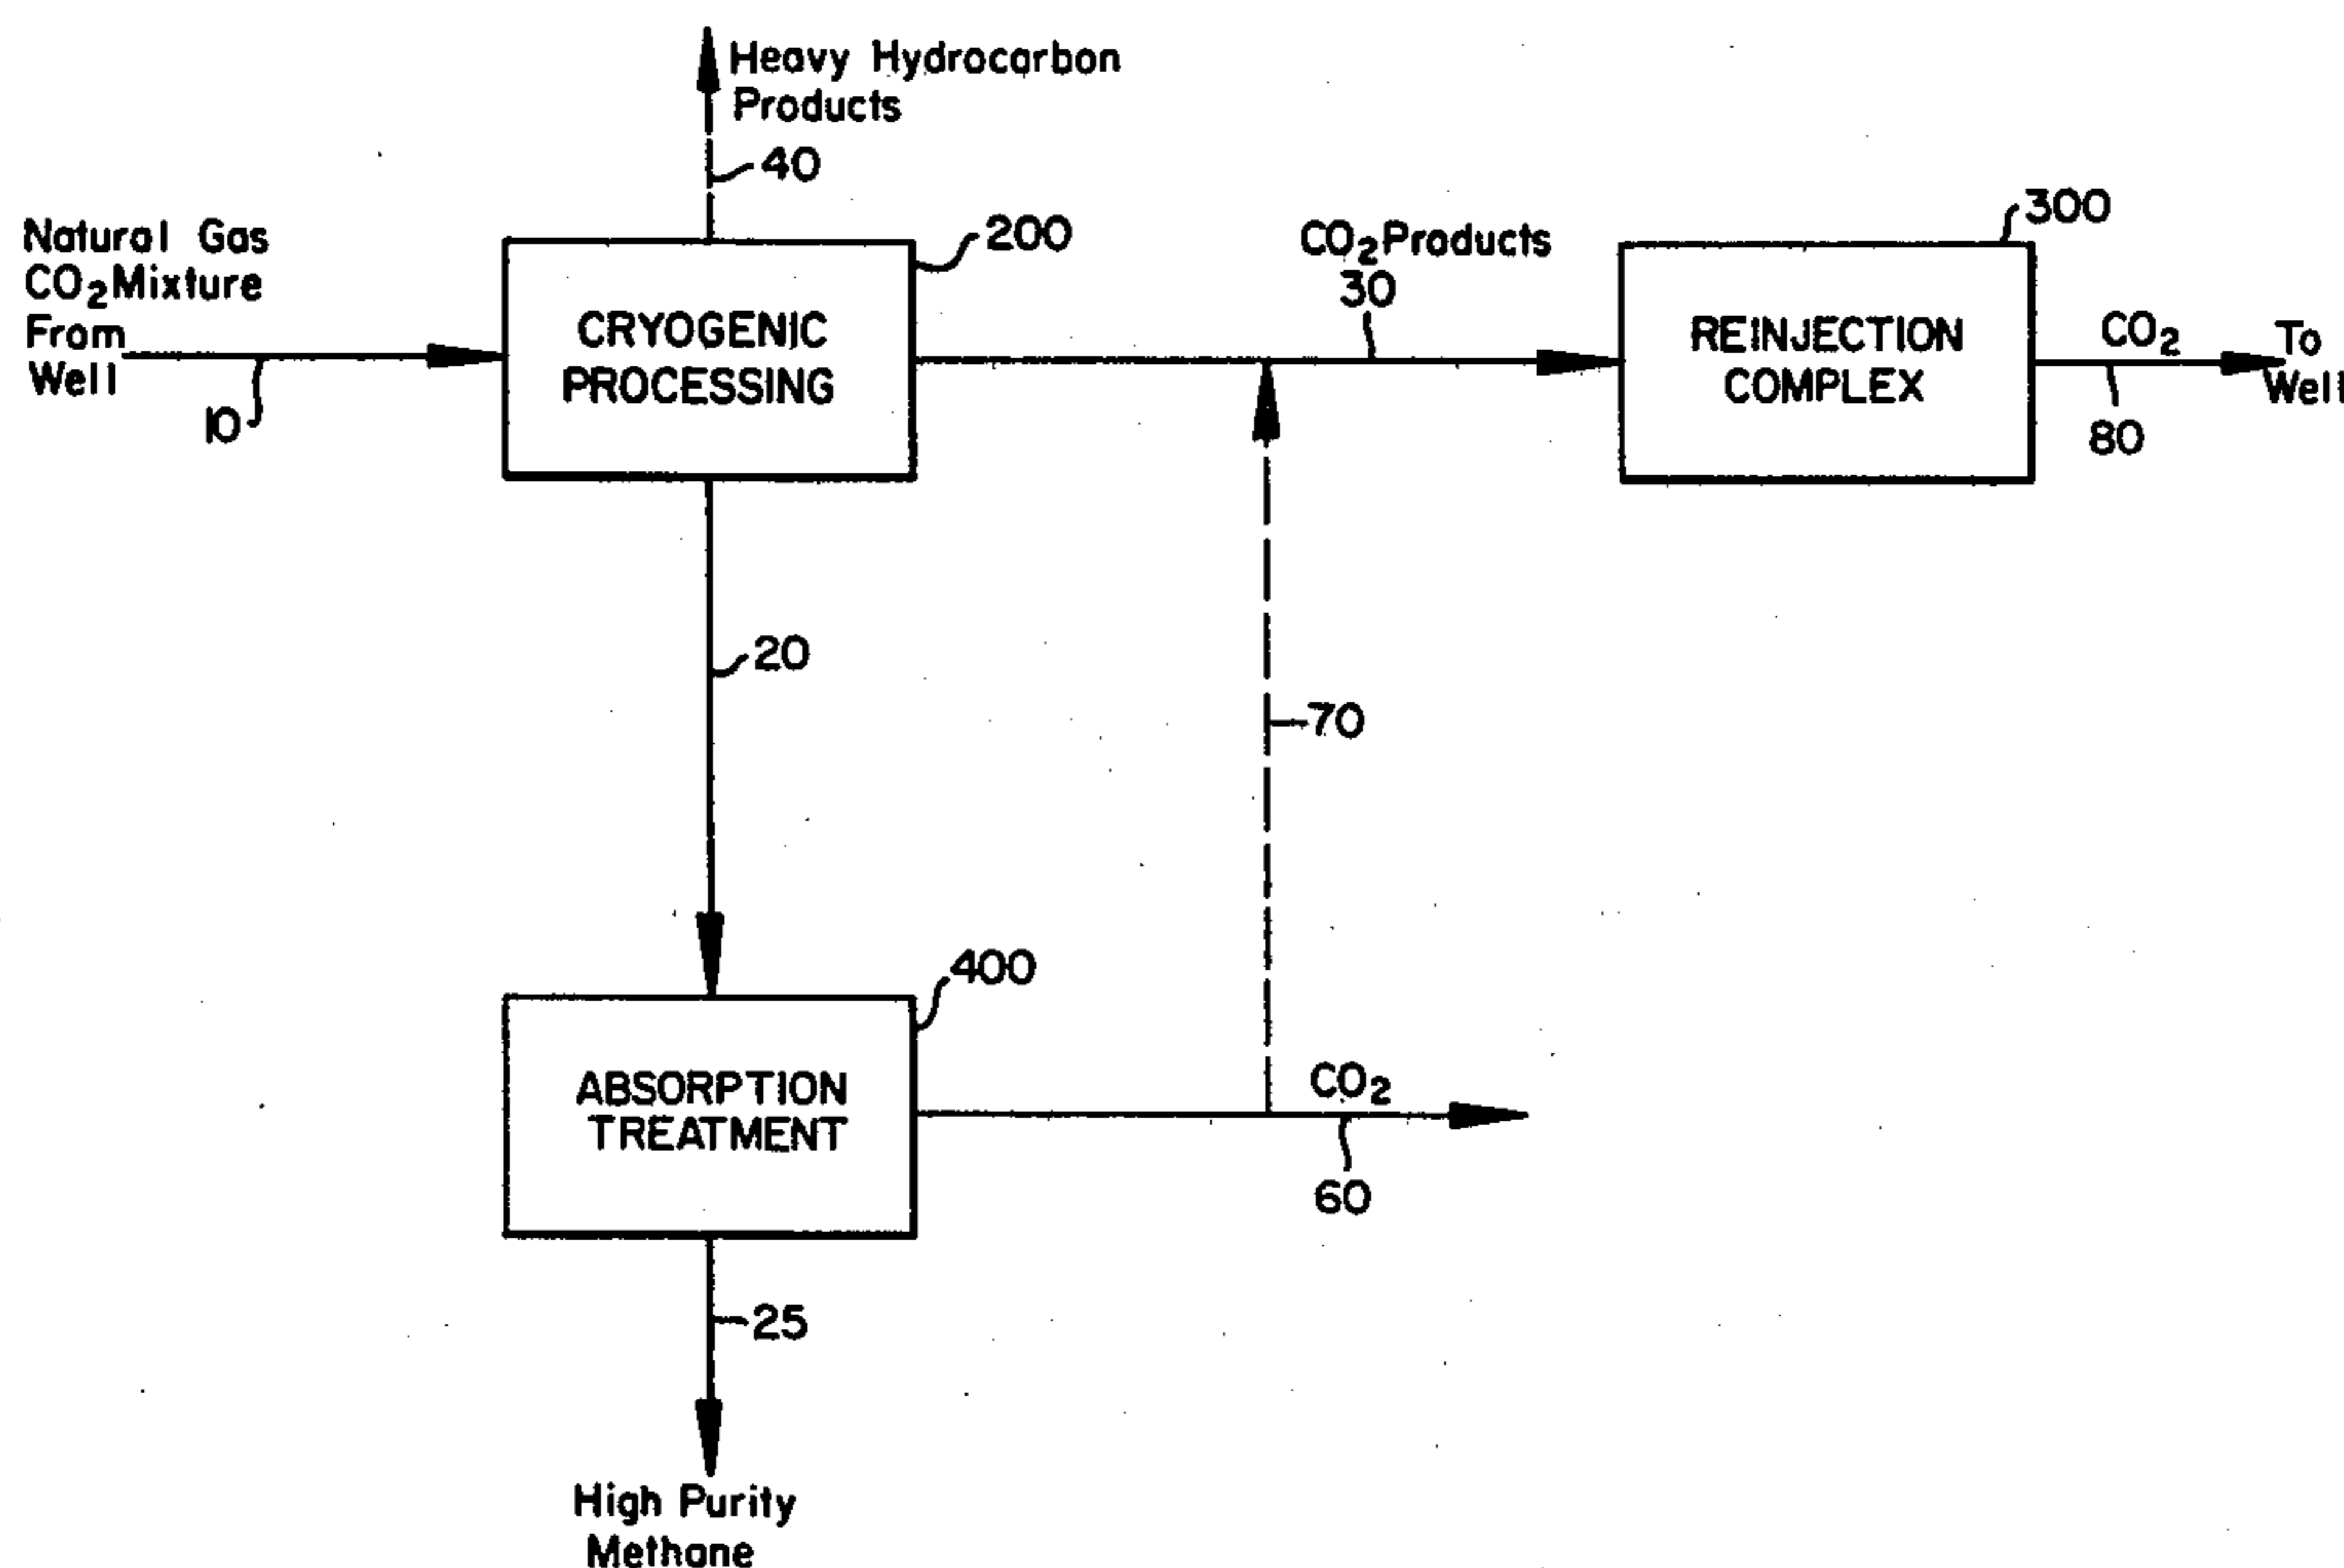 Heavy Hydrocarbon
Products
40
Natural Gas
CO₂ Mixture
From
Well
10
200
CRYOGENIC
PROCESSING
CO₂ Products
30
300
REINJECTION
COMPLEX
CO₂
80
To
Well
20
70
400
ABSORPTION
TREATMENT
CO₂
60
25
High Purity
Methane